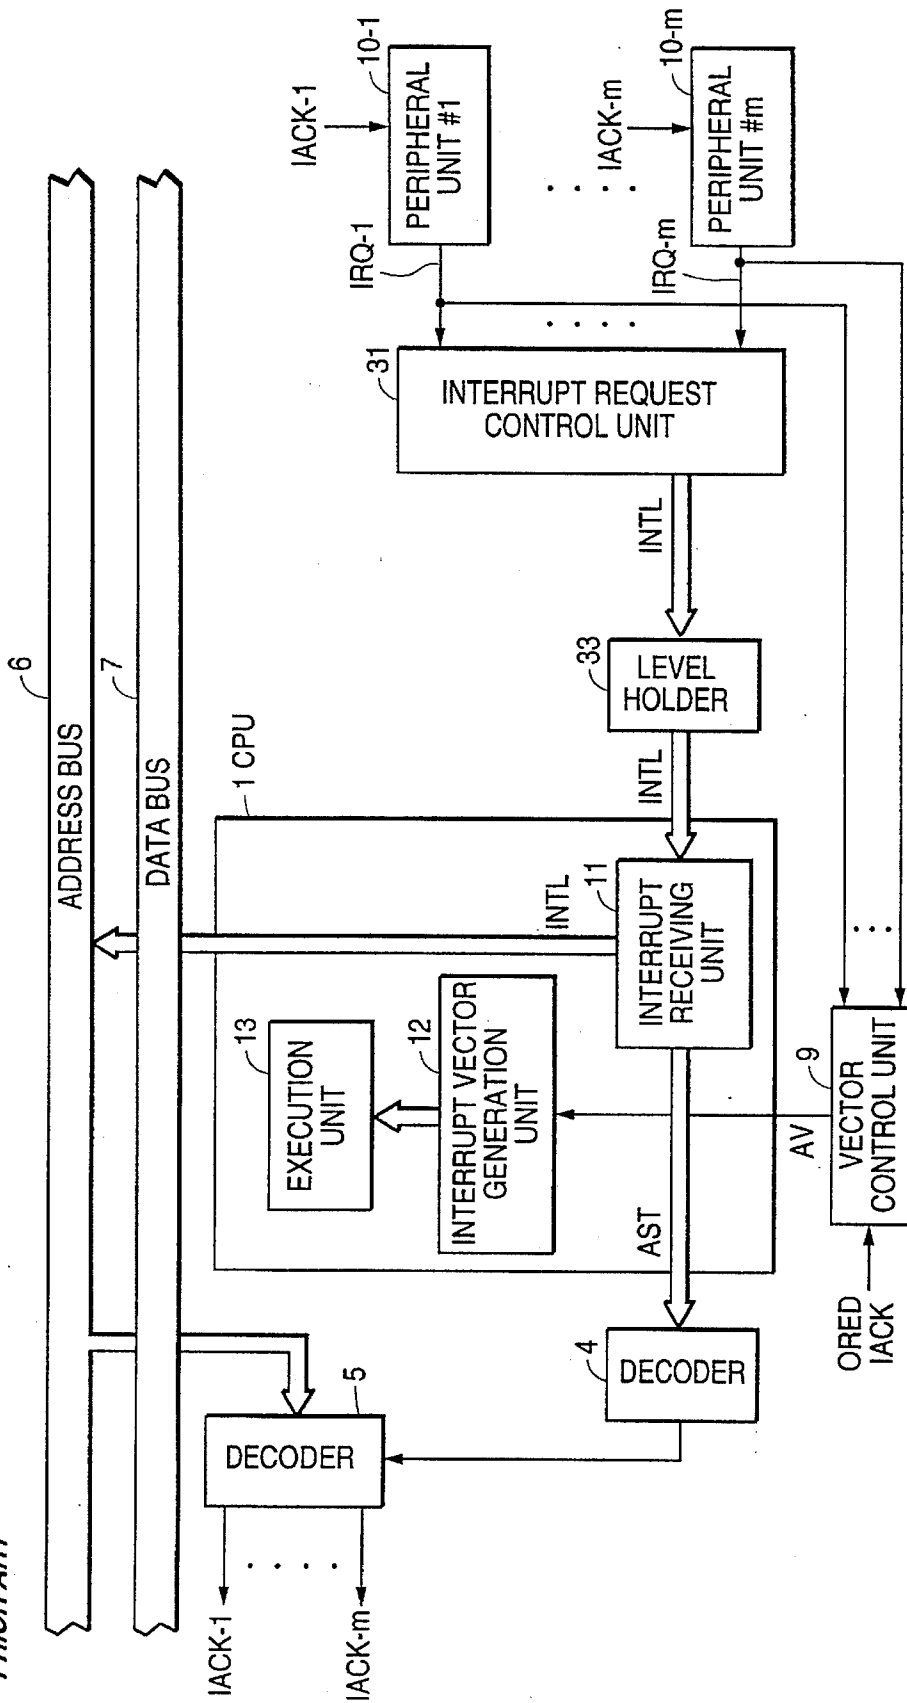 6
ADDRESS BUS
7
DATA BUS
1 CPU
13
EXECUTION
UNIT
12
INTERRUPT VECTOR
GENERATION
UNIT
INTL
11
INTERRUPT
RECEIVING
UNIT
AST
INTL
33
LEVEL
HOLDER
INTL
31
INTERRUPT REQUEST
CONTROL UNIT
IRQ-1
IRQ-m
IACK-1
10-1
PERIPHERAL
UNIT #1
IACK-m
10-m
PERIPHERAL
UNIT #m
5
DECODER
IACK-1
IACK-m
4
DECODER
AV
9
VECTOR
CONTROL UNIT
ORED
IACK